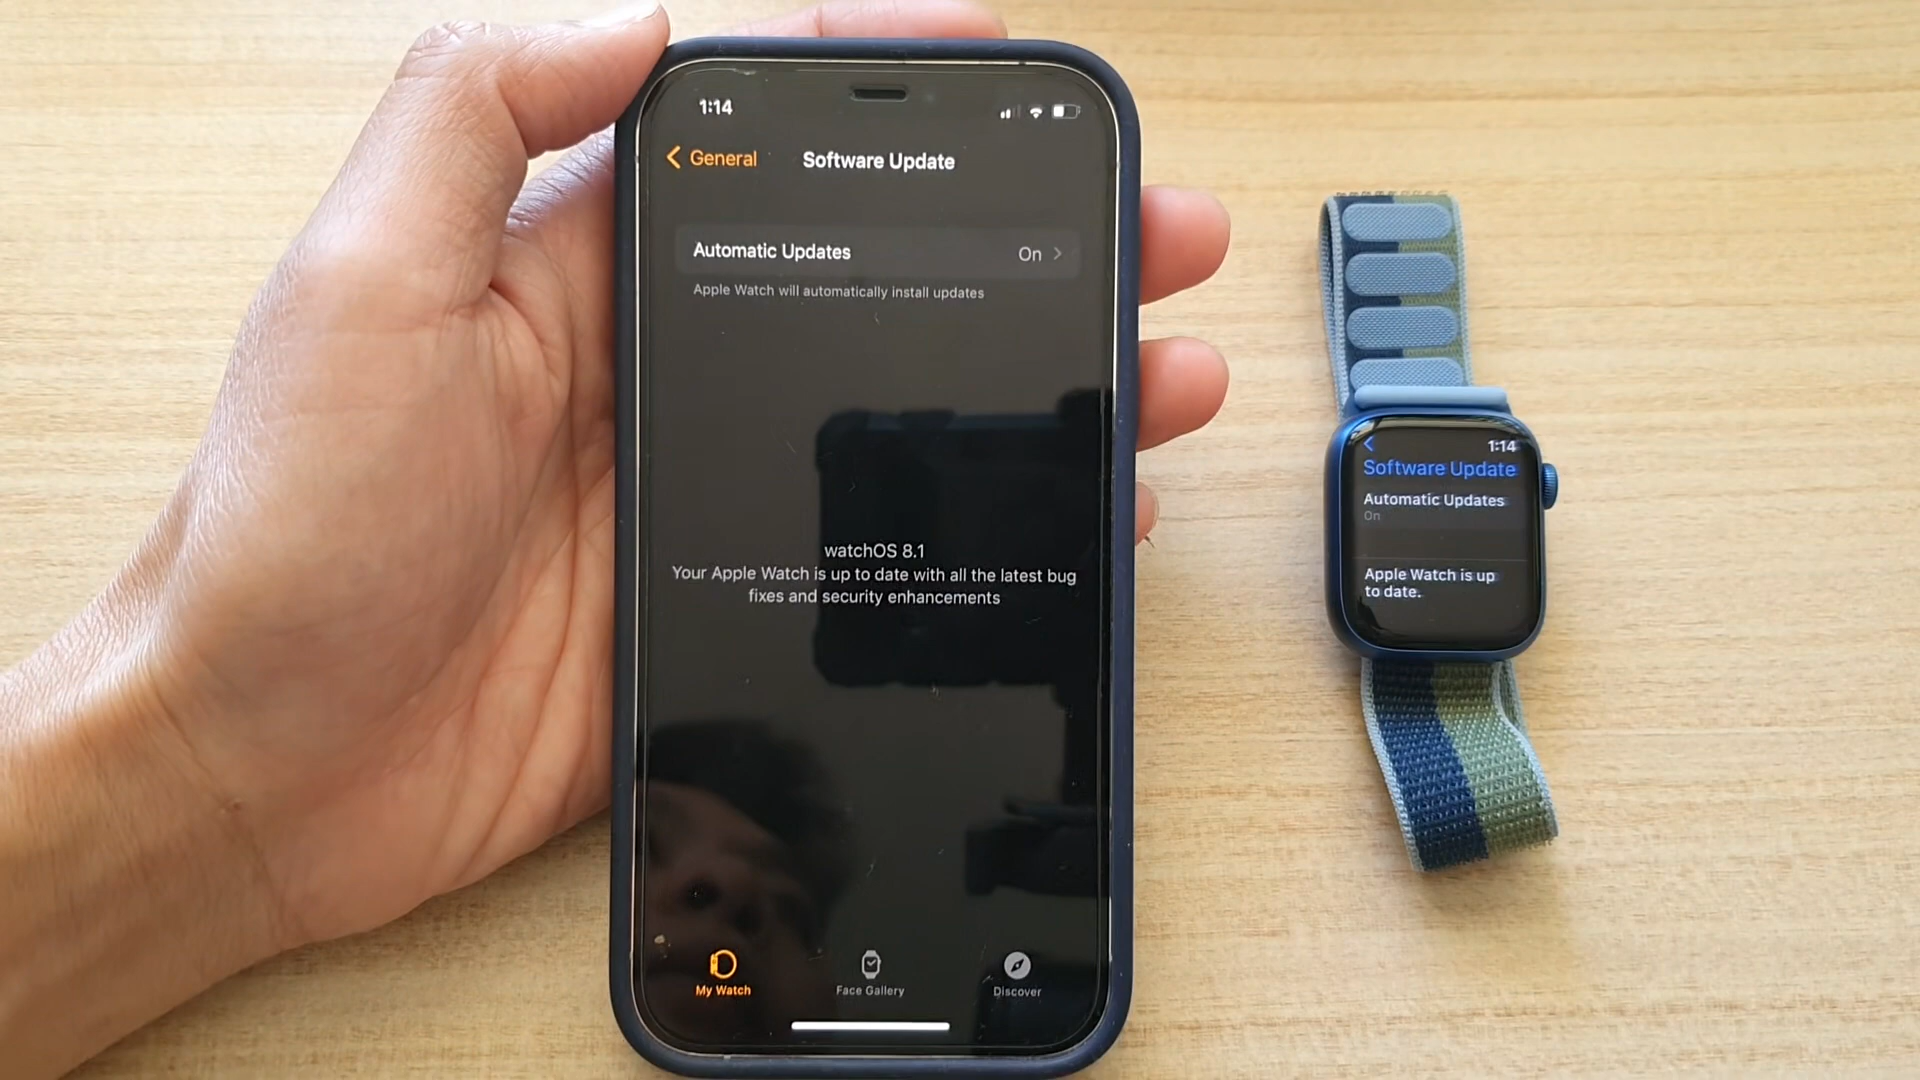 1:14
General
Software Update
Automatic Updates
On
Apple Watch will automatically install updates
watchOS 8.1
Your Apple Watch is up to date with all the latest bug
fixes and security enhancements
My Watch
Face Gallery
Discover
1:14
Software Update
Automatic Updates
On
Apple Watch is up
to date.